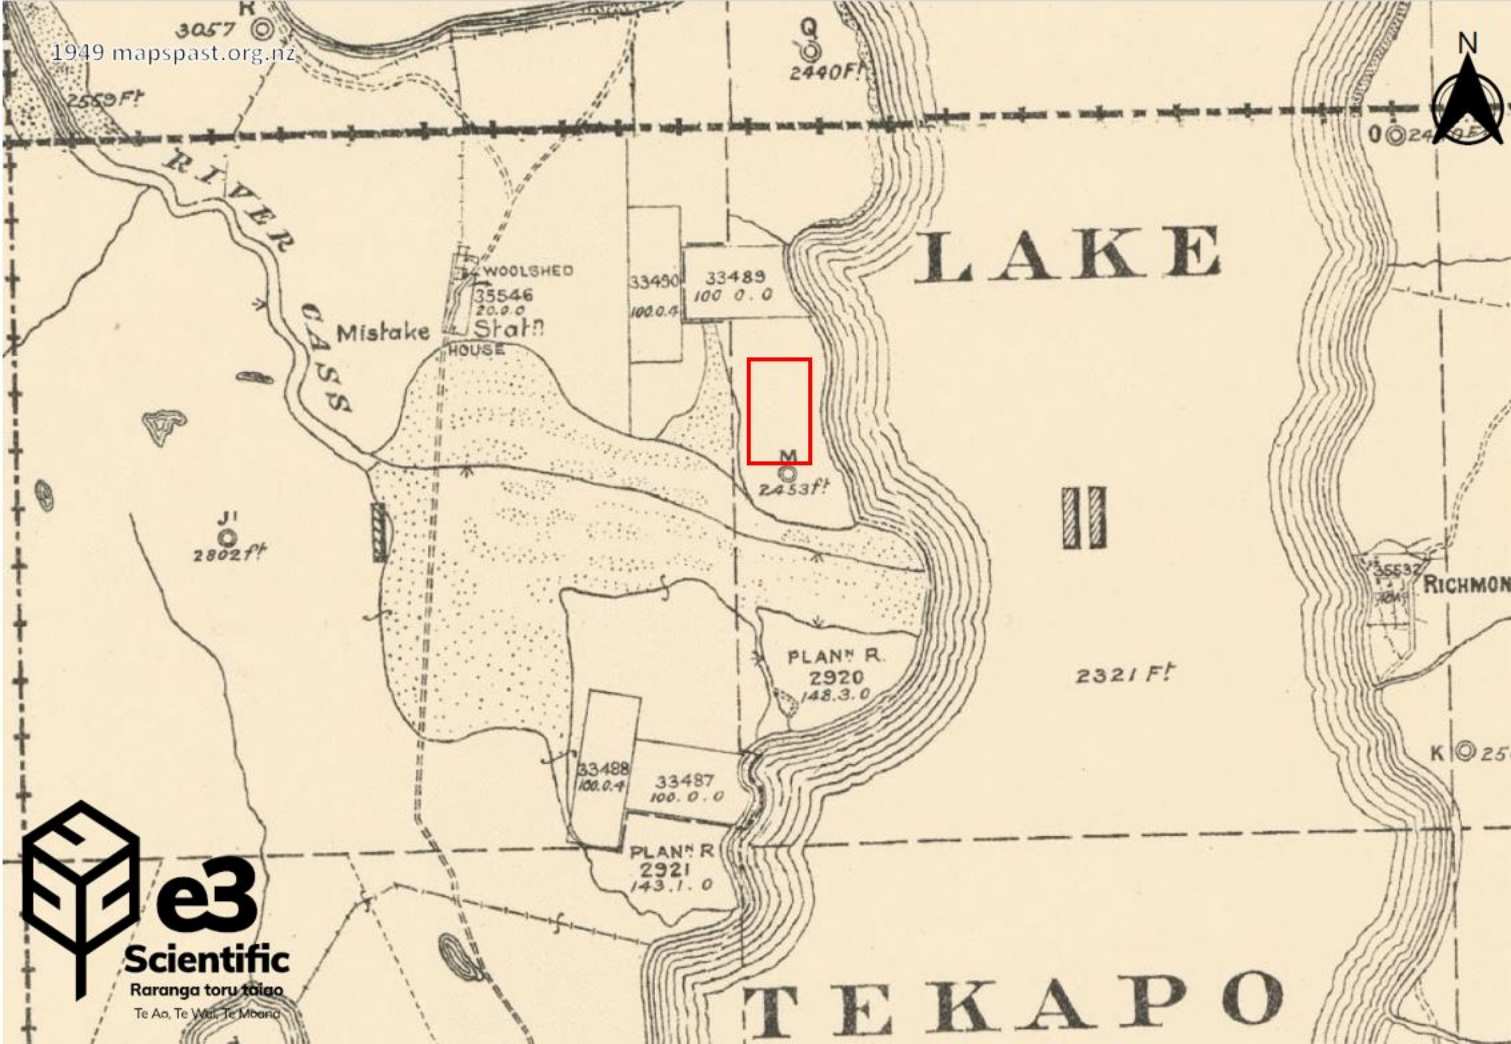 R
3057
1949 mapspast.org.nz
2559 Ft
Q
2440Ft
N
O
RIVER
CASS
LAKE
WOOLSHED
35546
20.0.0
Mistake Statn
HOUSE
33490
100.0.4
33489
100 0.0
M
2453ft
J1
2802ft
35532
RICHMON
PLANN R.
2920
148.3.0
2321 Ft
33488
100.0.4
33487
100.0.0
K
25
PLANN R
2921
143.1.0
e3
Scientific
Raranga toru taiao
Te Ao, Te Wai, Te Moana
TEKAPO